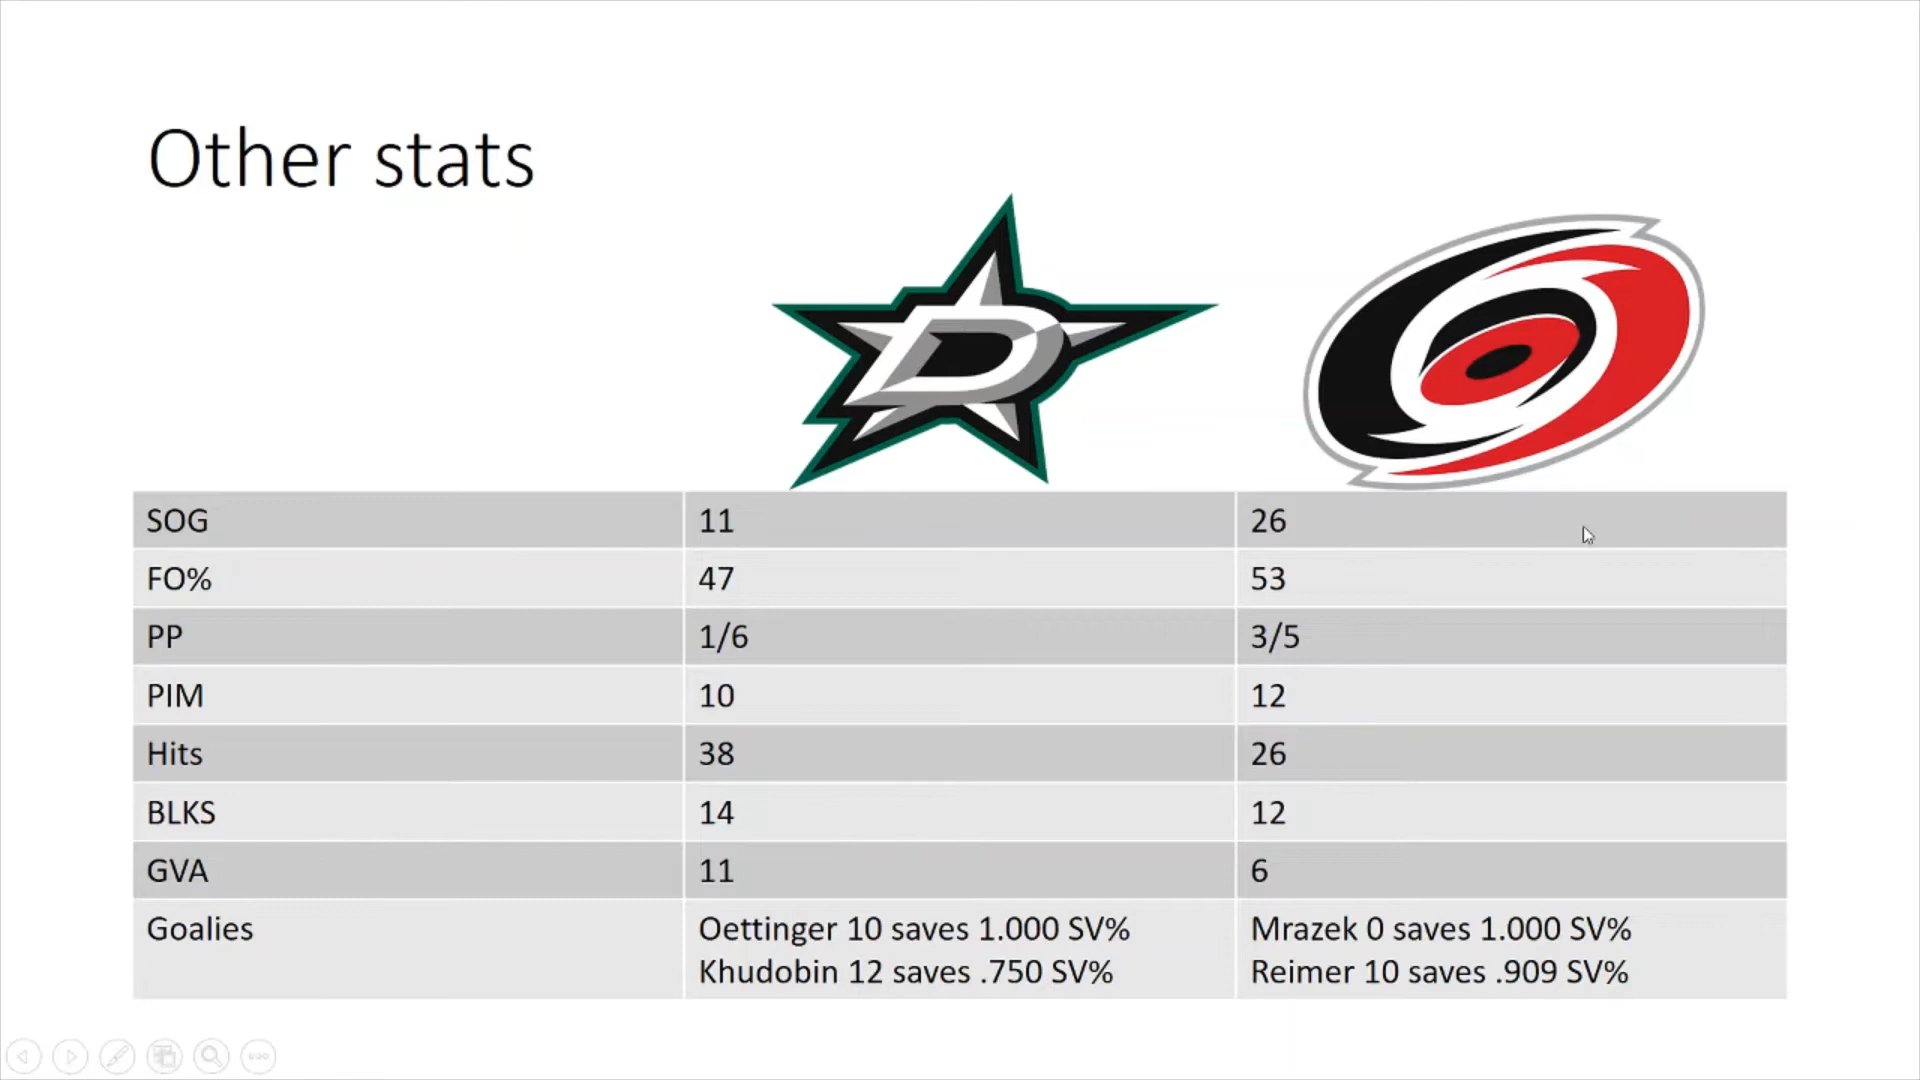 Other stats
D
SOG 11 26
FO% 47 53
PP 1/6 3/5
PIM 10 12
Hits 38 26
BLKS 14 12
GVA 11 6
Goalies Oettinger 10 saves 1.000 SV% Mrazek 0 saves 1.000 SV%
Khudobin 12 saves .750 SV% Reimer 10 saves .909 SV%